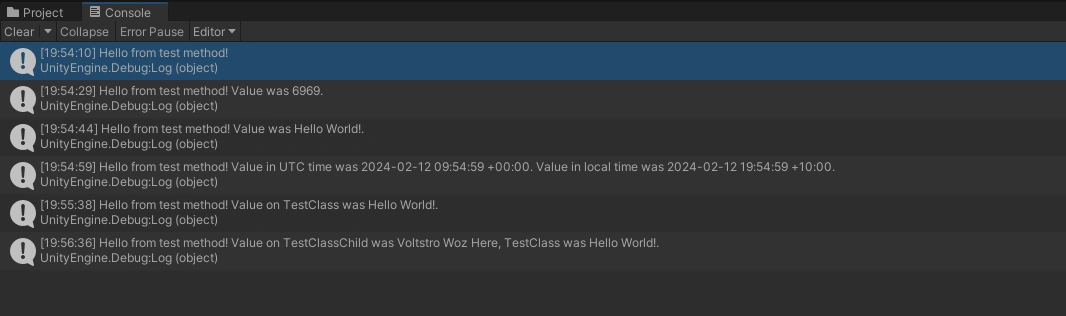 Project Console
Clear Collapse Error Pause Editor
[19:54:10] Hello from test method!
UnityEngine.Debug:Log (object)
[19:54:29] Hello from test method! Value was 6969.
UnityEngine.Debug:Log (object)
[19:54:44] Hello from test method! Value was Hello World!.
UnityEngine.Debug:Log (object)
[19:54:59] Hello from test method! Value in UTC time was 2024-02-12 09:54:59 +00:00. Value in local time was 2024-02-12 19:54:59 +10:00.
UnityEngine.Debug:Log (object)
[19:55:38] Hello from test method! Value on TestClass was Hello World!.
UnityEngine.Debug:Log (object)
[19:56:36] Hello from test method! Value on TestClassChild was Voltstro Woz Here, TestClass was Hello World!.
UnityEngine.Debug:Log (object)